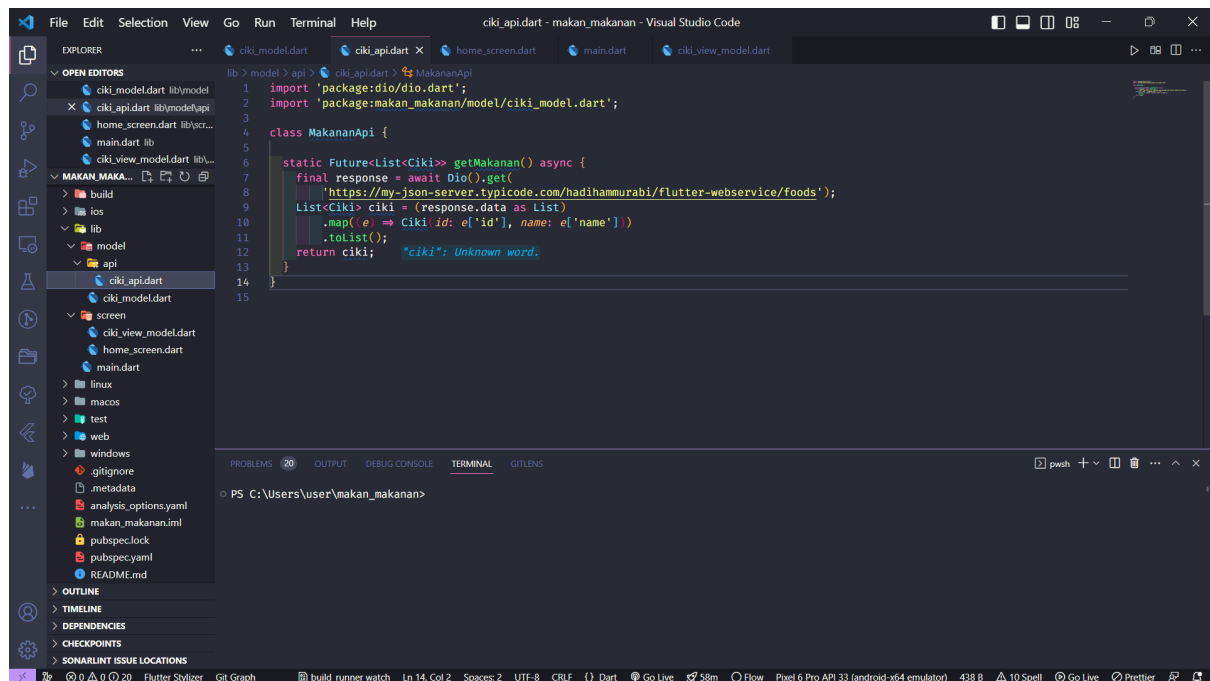 File Edit Selection View Go Run Terminal Help
ciki_api.dart - makan_makanan - Visual Studio Code
EXPLORER
ciki_model.dart
ciki_api.dart
home_screen.dart
main.dart
ciki_view_model.dart
OPEN EDITORS
ciki_model.dart lib\model
ciki_api.dart lib\model\api
home_screen.dart lib\scr...
main.dart lib
ciki_view_model.dart lib\...
MAKAN_MAKA...
build
ios
lib
model
api
ciki_api.dart
ciki_model.dart
screen
ciki_view_model.dart
home_screen.dart
main.dart
linux
macos
test
web
windows
.gitignore
.metadata
analysis_options.yaml
makan_makanan.iml
pubspec.lock
pubspec.yaml
README.md
OUTLINE
TIMELINE
DEPENDENCIES
CHECKPOINTS
SONARLINT ISSUE LOCATIONS
lib > model > api > ciki_api.dart > MakananApi
1 import 'package:dio/dio.dart';
2 import 'package:makan_makanan/model/ciki_model.dart';
3
4 class MakananApi {
5
6 static Future<List<Ciki>> getMakanan() async {
7 final response = await Dio().get(
8 'https://my-json-server.typicode.com/hadihammurabi/flutter-webservice/foods');
9 List<Ciki> ciki = (response.data as List)
10 .map((e) => Ciki(id: e['id'], name: e['name']))
11 .toList();
12 return ciki; "ciki": Unknown word.
13 }
14 }
15
PROBLEMS 20 OUTPUT DEBUG CONSOLE TERMINAL GITLENS
pwsh
PS C:\Users\user\makan_makanan>
0 0 20 Flutter Stylizer Git Graph build_runner watch Ln 14, Col 2 Spaces: 2 UTF-8 CRLF {} Dart Go Live 58m Flow Pixel 6 Pro API 33 (android-x64 emulator) 438 B 10 Spell Go Live Prettier